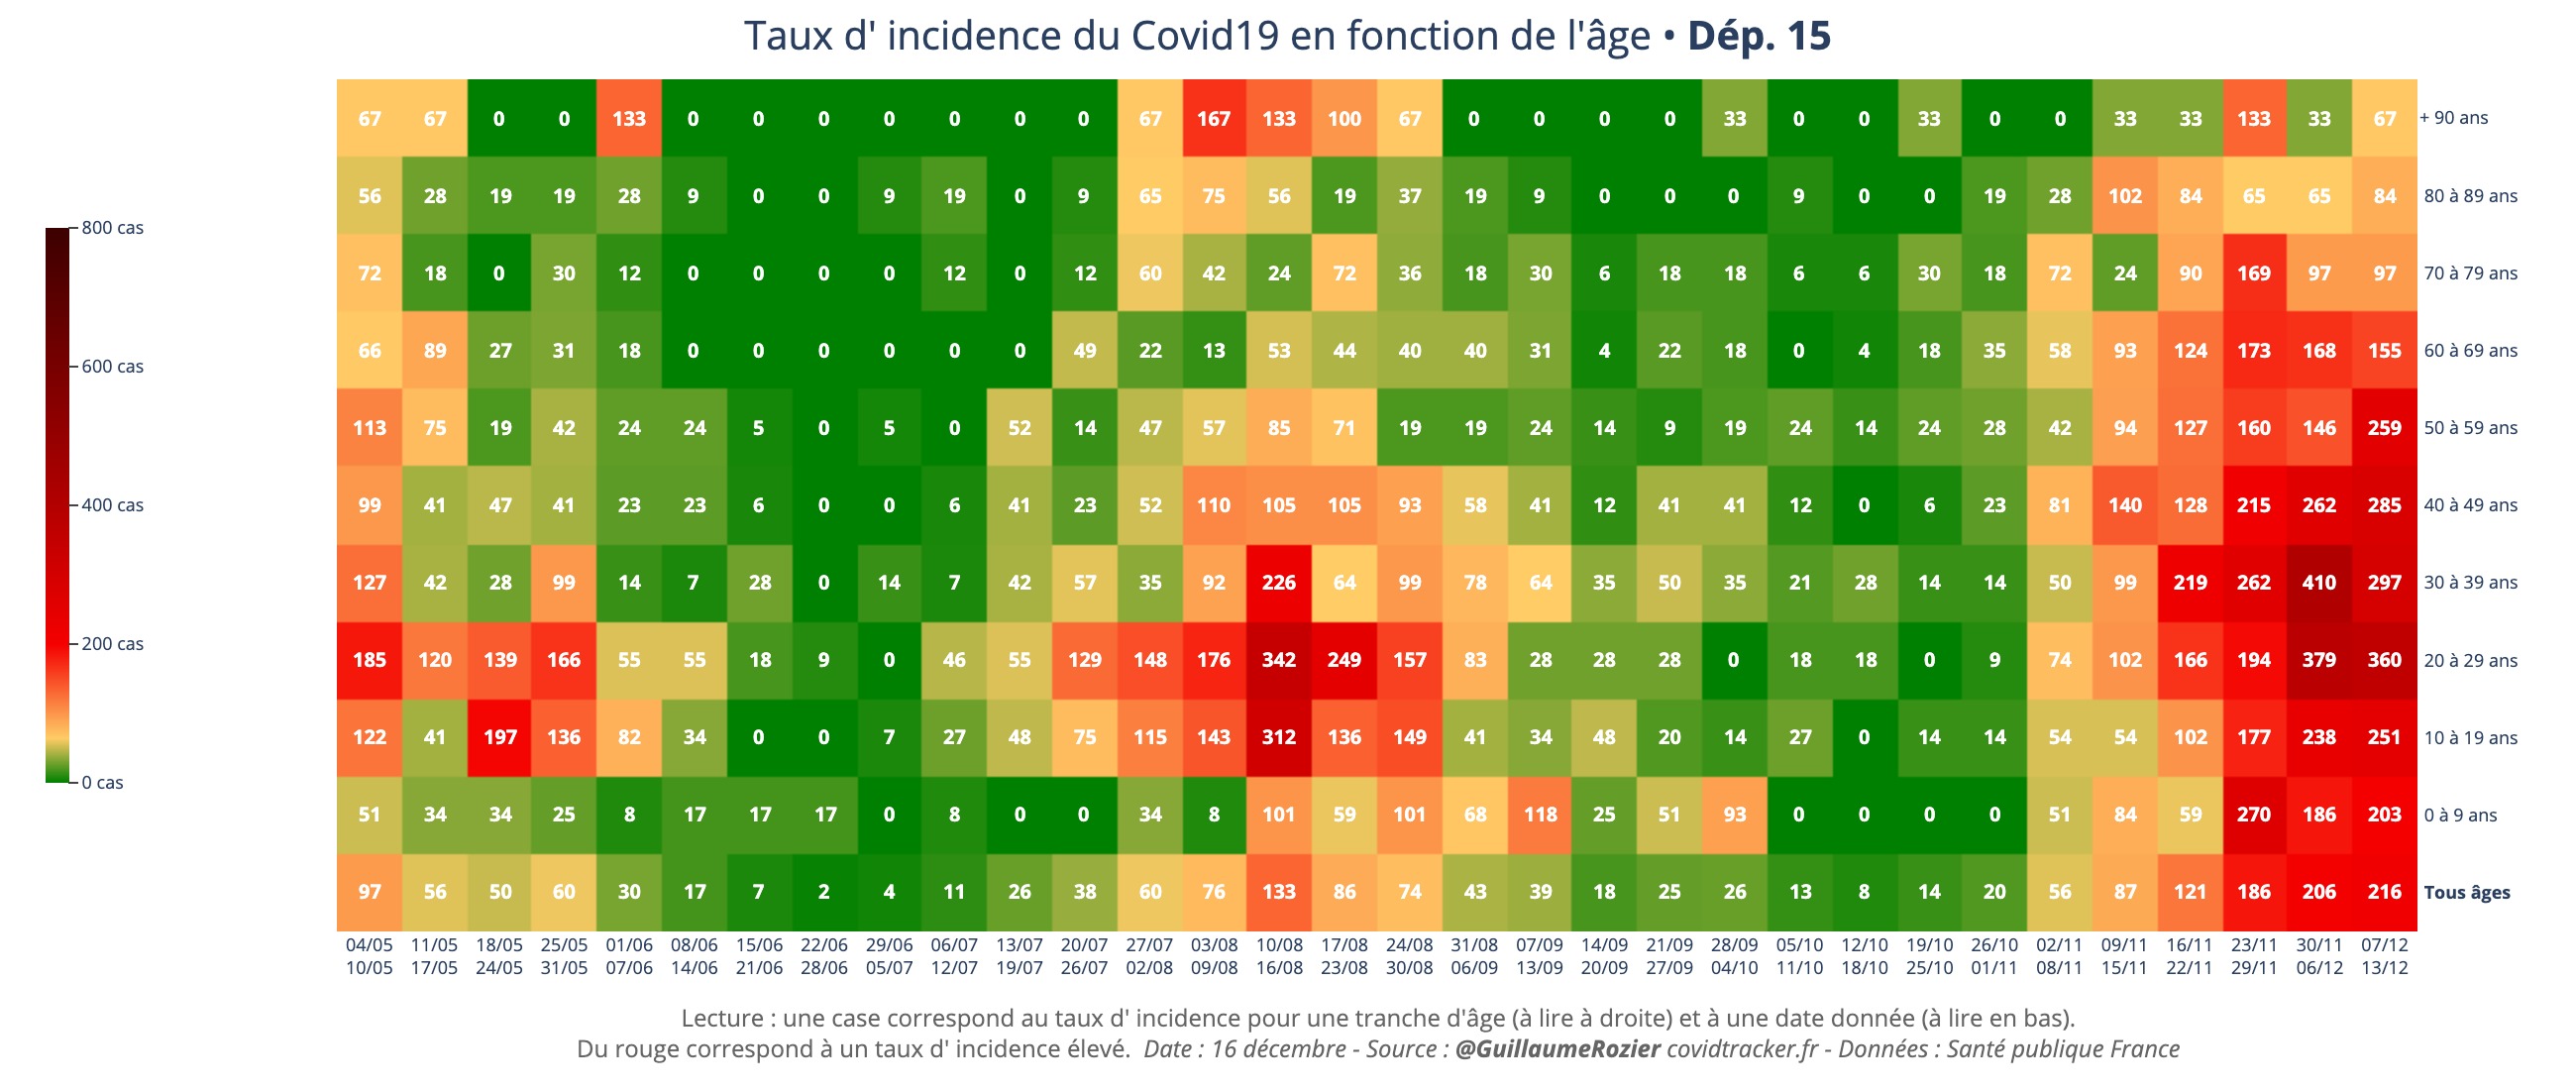 Taux d' incidence du Covid19 en fonction de l'âge • Dép. 15
800 cas
600 cas
400 cas
200 cas
0 cas
67 67 0 0 133 0 0 0 0 0 0 0 67 167 133 100 67 0 0 0 0 33 0 0 33 0 0 33 33 133 33 67 + 90 ans
56 28 19 19 28 9 0 0 9 19 0 9 65 75 56 19 37 19 9 0 0 0 9 0 0 19 28 102 84 65 65 84 80 à 89 ans
72 18 0 30 12 0 0 0 0 12 0 12 60 42 24 72 36 18 30 6 18 18 6 6 30 18 72 24 90 169 97 97 70 à 79 ans
66 89 27 31 18 0 0 0 0 0 0 49 22 13 53 44 40 40 31 4 22 18 0 4 18 35 58 93 124 173 168 155 60 à 69 ans
113 75 19 42 24 24 5 0 5 0 52 14 47 57 85 71 19 19 24 14 9 19 24 14 24 28 42 94 127 160 146 259 50 à 59 ans
99 41 47 41 23 23 6 0 0 6 41 23 52 110 105 105 93 58 41 12 41 41 12 0 6 23 81 140 128 215 262 285 40 à 49 ans
127 42 28 99 14 7 28 0 14 7 42 57 35 92 226 64 99 78 64 35 50 35 21 28 14 14 50 99 219 262 410 297 30 à 39 ans
185 120 139 166 55 55 18 9 0 46 55 129 148 176 342 249 157 83 28 28 28 0 18 18 0 9 74 102 166 194 379 360 20 à 29 ans
122 41 197 136 82 34 0 0 7 27 48 75 115 143 312 136 149 41 34 48 20 14 27 0 14 14 54 54 102 177 238 251 10 à 19 ans
51 34 34 25 8 17 17 17 0 8 0 0 34 8 101 59 101 68 118 25 51 93 0 0 0 0 51 84 59 270 186 203 0 à 9 ans
97 56 50 60 30 17 7 2 4 11 26 38 60 76 133 86 74 43 39 18 25 26 13 8 14 20 56 87 121 186 206 216 Tous âges
04/05 11/05 18/05 25/05 01/06 08/06 15/06 22/06 29/06 06/07 13/07 20/07 27/07 03/08 10/08 17/08 24/08 31/08 07/09 14/09 21/09 28/09 05/10 12/10 19/10 26/10 02/11 09/11 16/11 23/11 30/11 07/12
10/05 17/05 24/05 31/05 07/06 14/06 21/06 28/06 05/07 12/07 19/07 26/07 02/08 09/08 16/08 23/08 30/08 06/09 13/09 20/09 27/09 04/10 11/10 18/10 25/10 01/11 08/11 15/11 22/11 29/11 06/12 13/12
Lecture : une case correspond au taux d' incidence pour une tranche d'âge (à lire à droite) et à une date donnée (à lire en bas).
Du rouge correspond à un taux d' incidence élevé. Date : 16 décembre - Source : @GuillaumeRozier covidtracker.fr - Données : Santé publique France